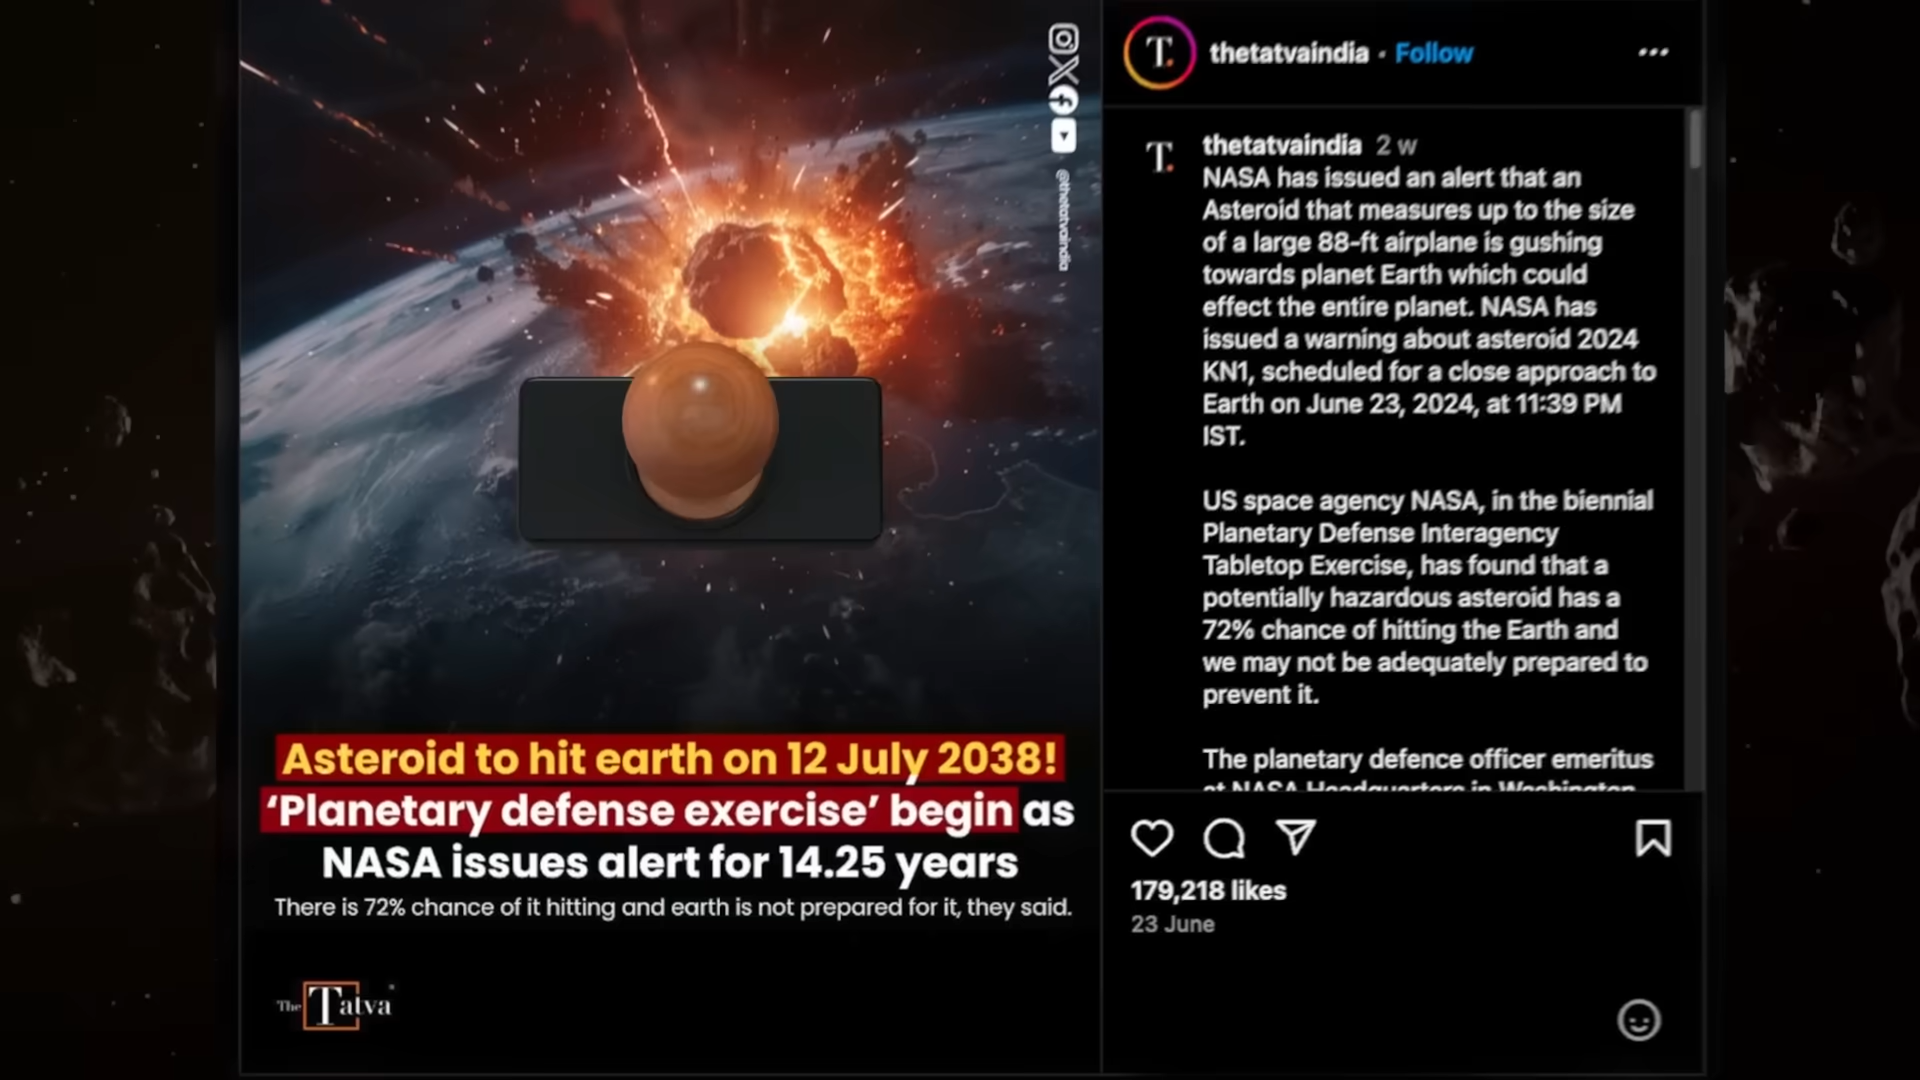 @thetatvaindia
Asteroid to hit earth on 12 July 2038!
‘Planetary defense exercise’ begin as
NASA issues alert for 14.25 years
There is 72% chance of it hitting and earth is not prepared for it, they said.
The Tatva
T.
thetatvaindia · Follow
T.
thetatvaindia 2 w
NASA has issued an alert that an
Asteroid that measures up to the size
of a large 88-ft airplane is gushing
towards planet Earth which could
effect the entire planet. NASA has
issued a warning about asteroid 2024
KN1, scheduled for a close approach to
Earth on June 23, 2024, at 11:39 PM
IST.
US space agency NASA, in the biennial
Planetary Defense Interagency
Tabletop Exercise, has found that a
potentially hazardous asteroid has a
72% chance of hitting the Earth and
we may not be adequately prepared to
prevent it.
The planetary defence officer emeritus
at NASA Headquarters in Washington
179,218 likes
23 June